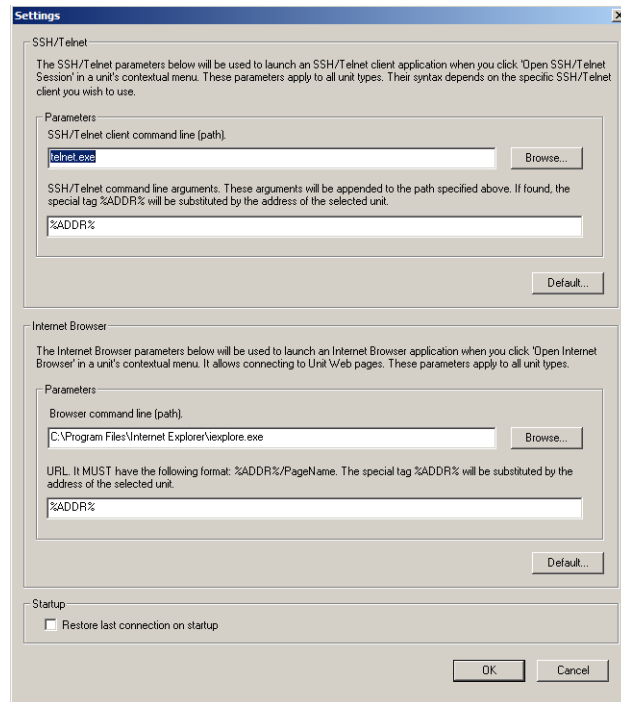 Settings
SSH/Telnet
The SSH/Telnet parameters below will be used to launch an SSH/Telnet client application when you click 'Open SSH/Telnet
Session' in a unit's contextual menu. These parameters apply to all unit types. Their syntax depends on the specific SSH/Telnet
client you wish to use.
Parameters
SSH/Telnet client command line (path).
telnet.exe
Browse...
SSH/Telnet command line arguments. These arguments will be appended to the path specified above. If found, the
special tag %ADDR% will be substituted by the address of the selected unit.
%ADDR%
Default...
Internet Browser
The Internet Browser parameters below will be used to launch an Internet Browser application when you click 'Open Internet
Browser' in a unit's contextual menu. It allows connecting to Unit Web pages. These parameters apply to all unit types.
Parameters
Browser command line (path).
C:\Program Files\Internet Explorer\iexplore.exe
Browse...
URL. It MUST have the following format: %ADDR%/PageName. The special tag %ADDR% will be substituted by the
address of the selected unit.
%ADDR%
Default...
Startup
Restore last connection on startup
OK
Cancel